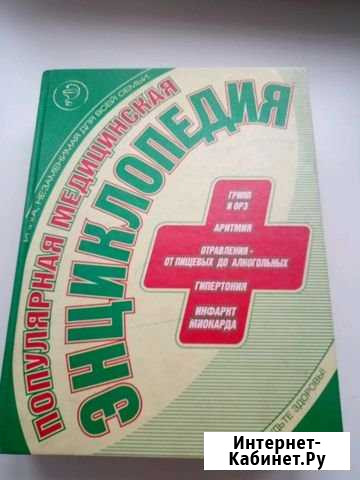 НЕЗАМЕНИМАЯ ДЛЯ ВСЕЙ СЕМЬИ
ПОПУЛЯРНАЯ МЕДИЦИНСКАЯ
ЭНЦИКЛОПЕДИЯ
ГРИПП
И ОРЗ
АРИТМИЯ
ОТРАВЛЕНИЯ -
ОТ ПИЩЕВЫХ ДО АЛКОГОЛЬНЫХ
ГИПЕРТОНИЯ
ИНФАРКТ
МИОКАРДА
ЗДОРОВЫ!
Интернет-
Кабинет.Ру